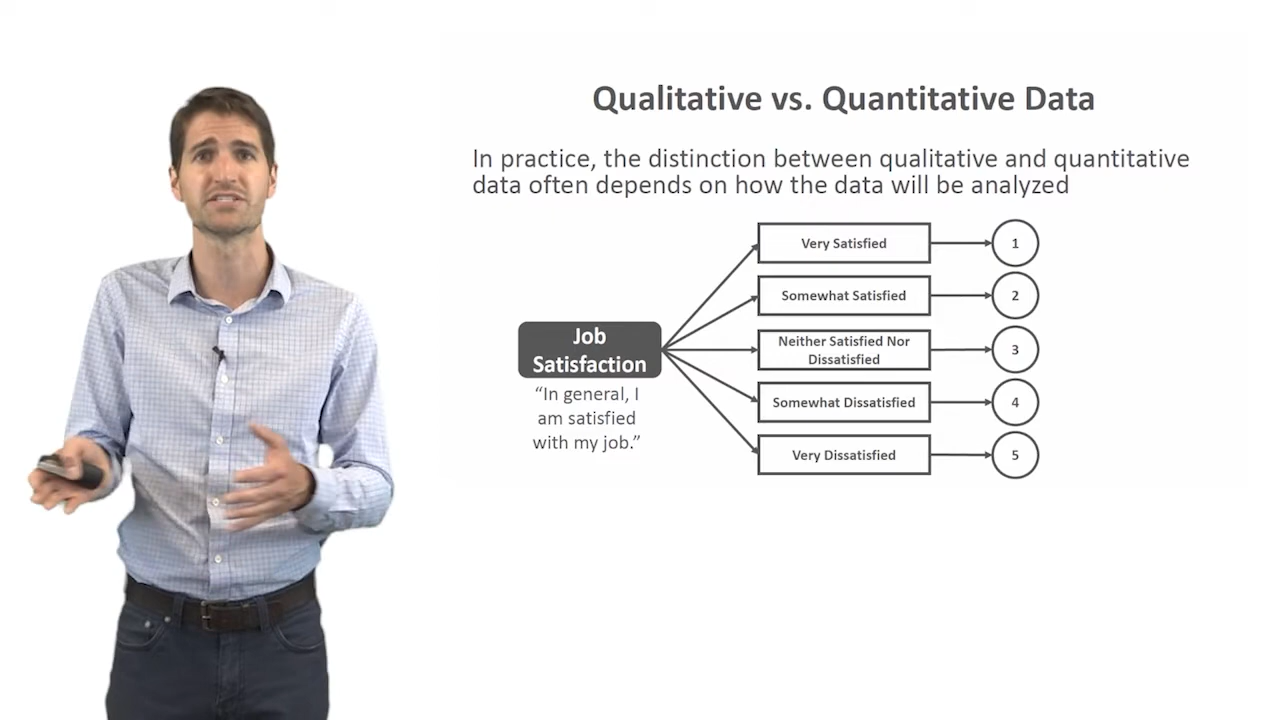 Qualitative vs. Quantitative Data
In practice, the distinction between qualitative and quantitative
data often depends on how the data will be analyzed
Job
Satisfaction
“In general, I
am satisfied
with my job.”
Very Satisfied
1
Somewhat Satisfied
2
Neither Satisfied Nor
Dissatisfied
3
Somewhat Dissatisfied
4
Very Dissatisfied
5